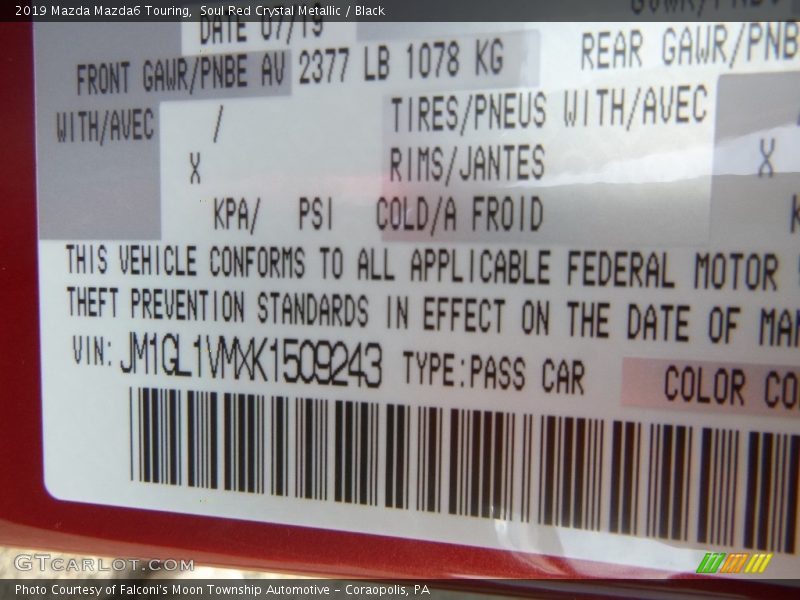 2019 Mazda Mazda6 Touring,  Soul Red Crystal Metallic / Black
DATE 07/19
FRONT GAWR/PNBE AV 2377 LB 1078 KG
REAR GAWR/PNB
WITH/AVEC /
TIRES/PNEUS WITH/AVEC
X
RIMS/JANTES
X
KPA/ PSI COLD/A FROID
THIS VEHICLE CONFORMS TO ALL APPLICABLE FEDERAL MOTOR
THEFT PREVENTION STANDARDS IN EFFECT ON THE DATE OF MAN
VIN: JM1GL1VMXK1509243 TYPE:PASS CAR
COLOR CO
GTCARLOT.COM
Photo Courtesy of Falconi's Moon Township Automotive – Coraopolis, PA